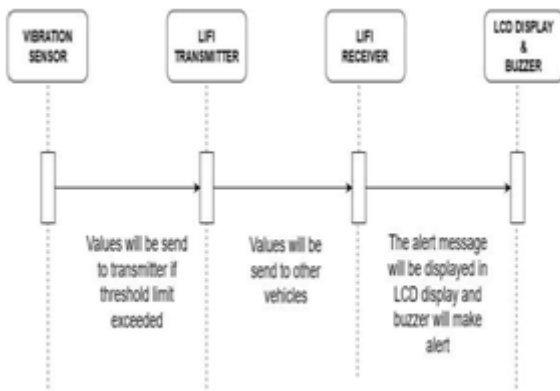 VIBRATION
SENSOR
LIFI
TRANSMITTER
LIFI
RECEIVER
LCD DISPLAY
&
BUZZER
Values will be send
to transmitter if
threshold limit
exceeded
Values will be
send to other
vehicles
The alert message
will be displayed in
LCD display and
buzzer will make
alert